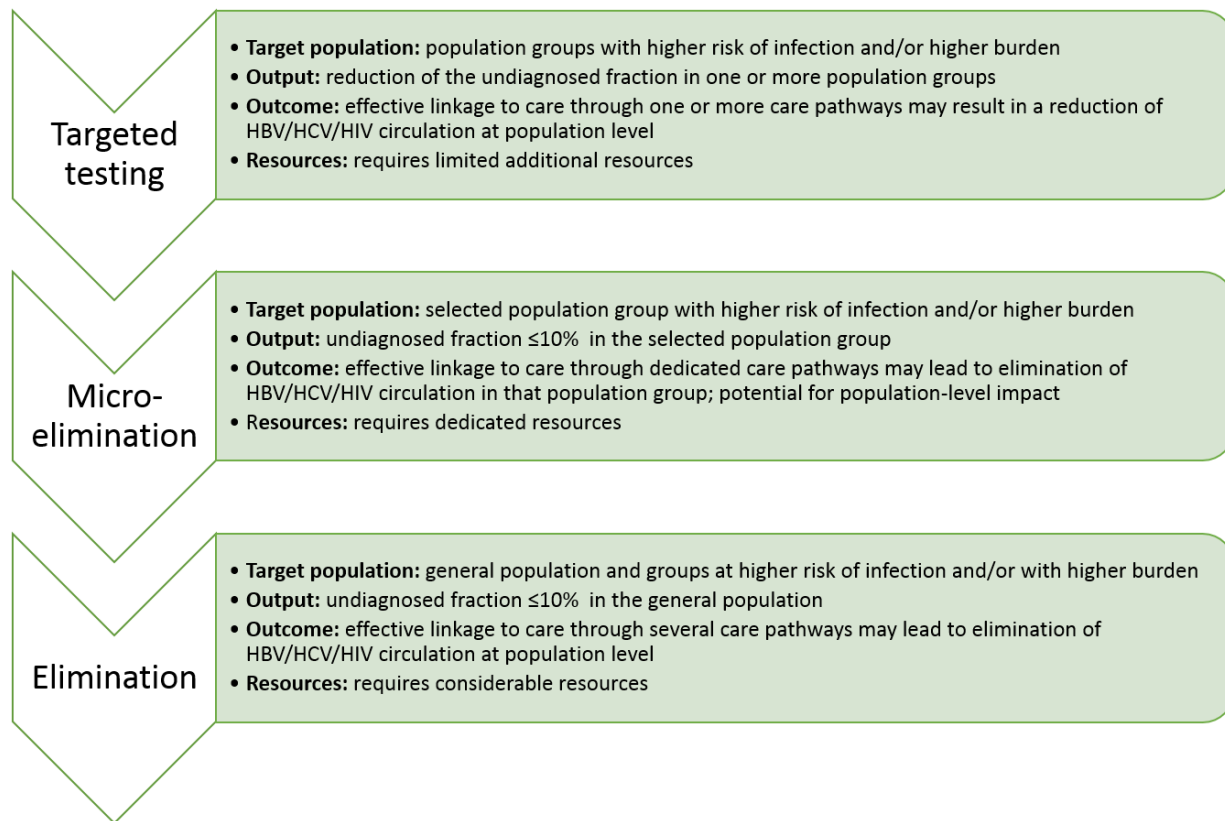 Targeted
testing
• Target population: population groups with higher risk of infection and/or higher burden
• Output: reduction of the undiagnosed fraction in one or more population groups
• Outcome: effective linkage to care through one or more care pathways may result in a reduction of
HBV/HCV/HIV circulation at population level
• Resources: requires limited additional resources
Micro-
elimination
• Target population: selected population group with higher risk of infection and/or higher burden
• Output: undiagnosed fraction ≤10% in the selected population group
• Outcome: effective linkage to care through dedicated care pathways may lead to elimination of
HBV/HCV/HIV circulation in that population group; potential for population-level impact
• Resources: requires dedicated resources
Elimination
• Target population: general population and groups at higher risk of infection and/or with higher burden
• Output: undiagnosed fraction ≤10% in the general population
• Outcome: effective linkage to care through several care pathways may lead to elimination of
HBV/HCV/HIV circulation at population level
• Resources: requires considerable resources